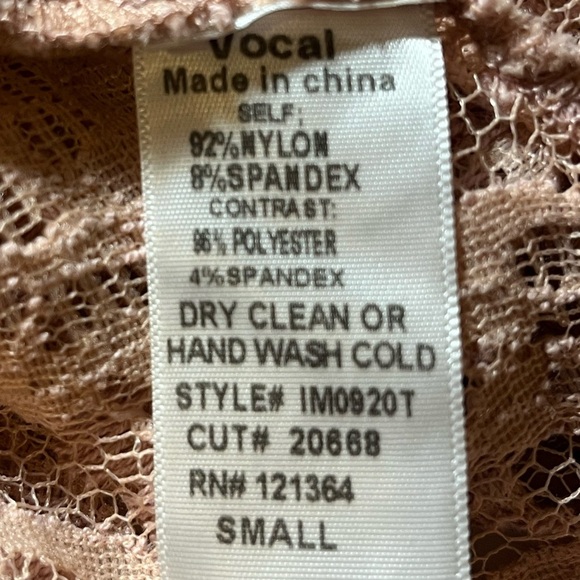 Vocal
Made in china
SELF:
92%NYLON
8%SPANDEX
CONTRAST:
96% POLYESTER
4%SPANDEX
DRY CLEAN OR
HAND WASH COLD
STYLE# IM0920T
CUT# 20668
RN# 121364
SMALL